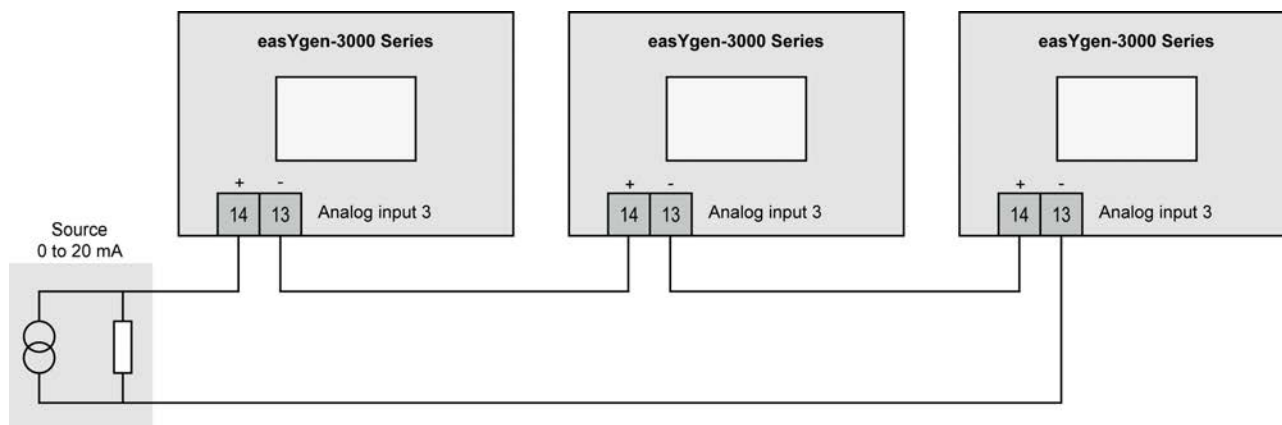 easYgen-3000 Series
easYgen-3000 Series
easYgen-3000 Series
+ -
+ -
+ -
14 13 Analog input 3
14 13 Analog input 3
14 13 Analog input 3
Source
0 to 20 mA